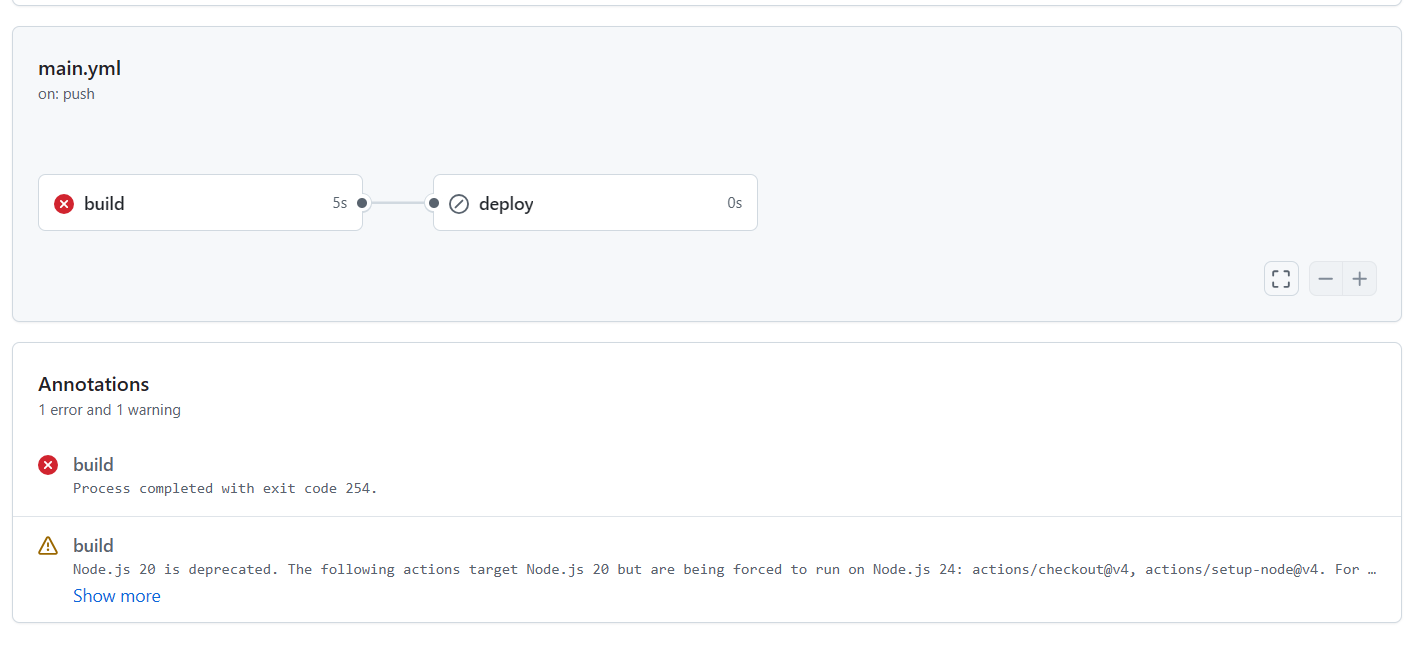 main.yml
on: push
build
5s
deploy
0s
Annotations
1 error and 1 warning
build
Process completed with exit code 254.
build
Node.js 20 is deprecated. The following actions target Node.js 20 but are being forced to run on Node.js 24: actions/checkout@v4, actions/setup-node@v4. For …
Show more